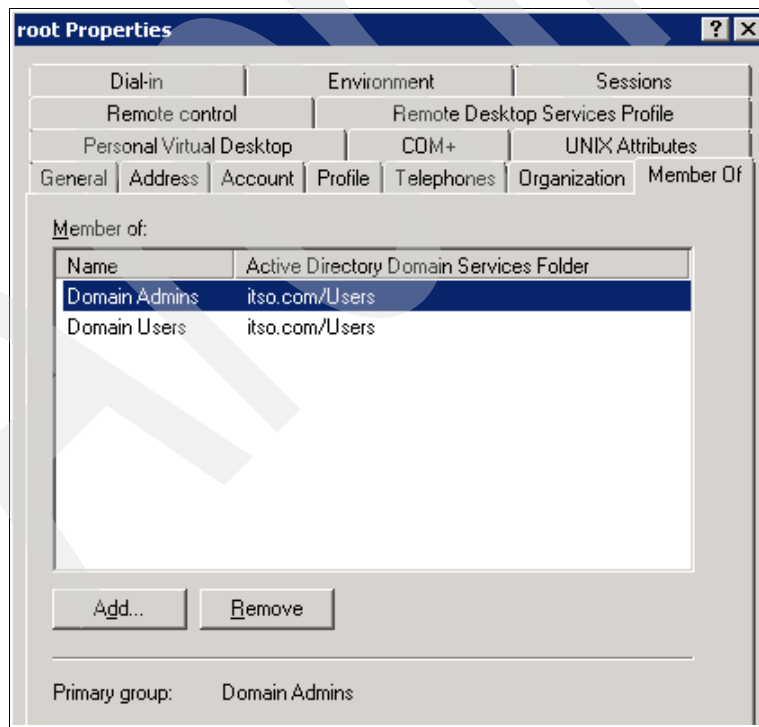 root Properties
Dial-in Environment Sessions
Remote control Remote Desktop Services Profile
Personal Virtual Desktop COM+ UNIX Attributes
General Address Account Profile Telephones Organization Member Of
Member of:
Name Active Directory Domain Services Folder
Domain Admins itso.com/Users
Domain Users itso.com/Users
Add... Remove
Primary group: Domain Admins